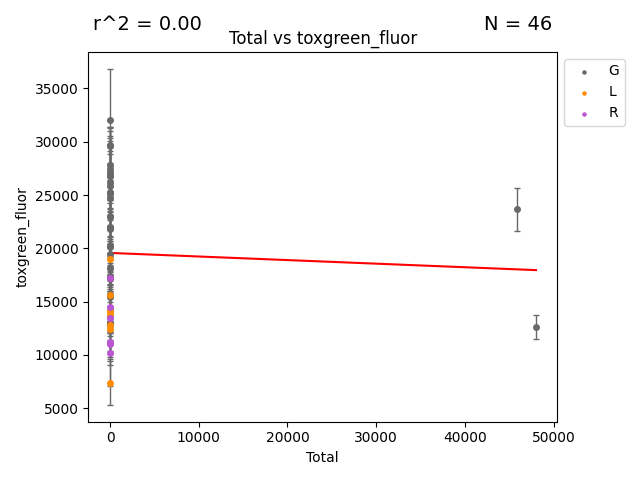 r^2 = 0.00
N = 46
Total vs toxgreen_fluor
G
L
R
35000
30000
25000
20000
15000
10000
5000
toxgreen_fluor
0
10000
20000
30000
40000
50000
Total